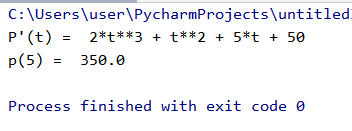 C:\Users\user\PycharmProjects\untitled
P'(t) =  2*t**3 + t**2 + 5*t + 50
p(5) =  350.0
Process finished with exit code 0